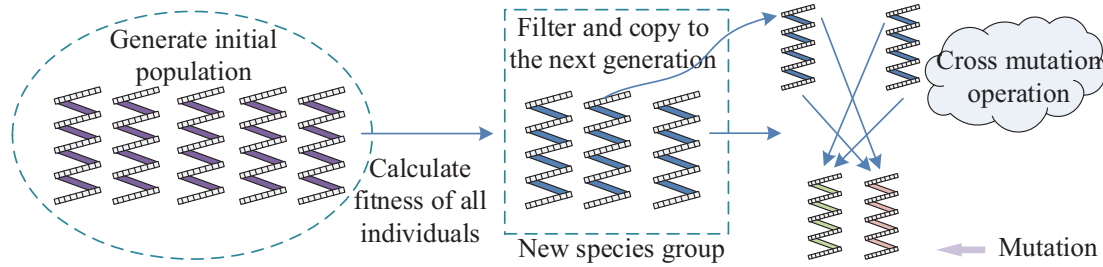 Generate initial
population
Calculate
fitness of all
individuals
Filter and copy to
the next generation
New species group
Cross mutation
operation
Mutation